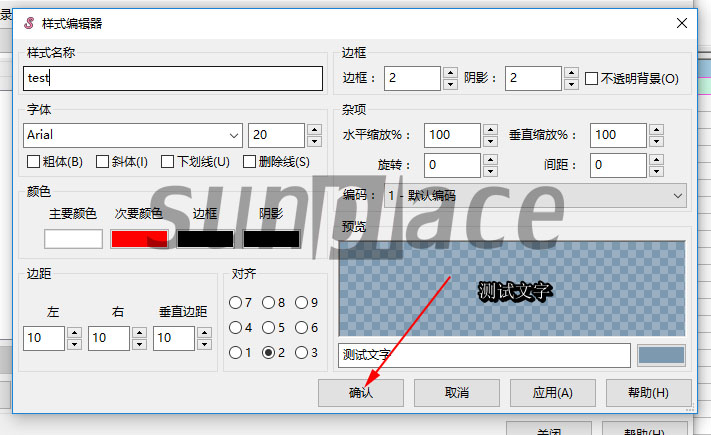 录
样式编辑器
样式名称
test
边框
边框： 2 阴影： 2 不透明背景(O)
字体
Arial 20
粗体(B) 斜体(I) 下划线(U) 删除线(S)
杂项
水平缩放%： 100 垂直缩放%： 100
旋转： 0 间距： 0
编码： 1 - 默认编码
颜色
主要颜色 次要颜色 边框 阴影
sunplace
预览
测试文字
测试文字
边距
左 右 垂直边距
10 10 10
对齐
7 8 9
4 5 6
1 2 3
确认 取消 应用(A) 帮助(H)
关闭 帮助(H)